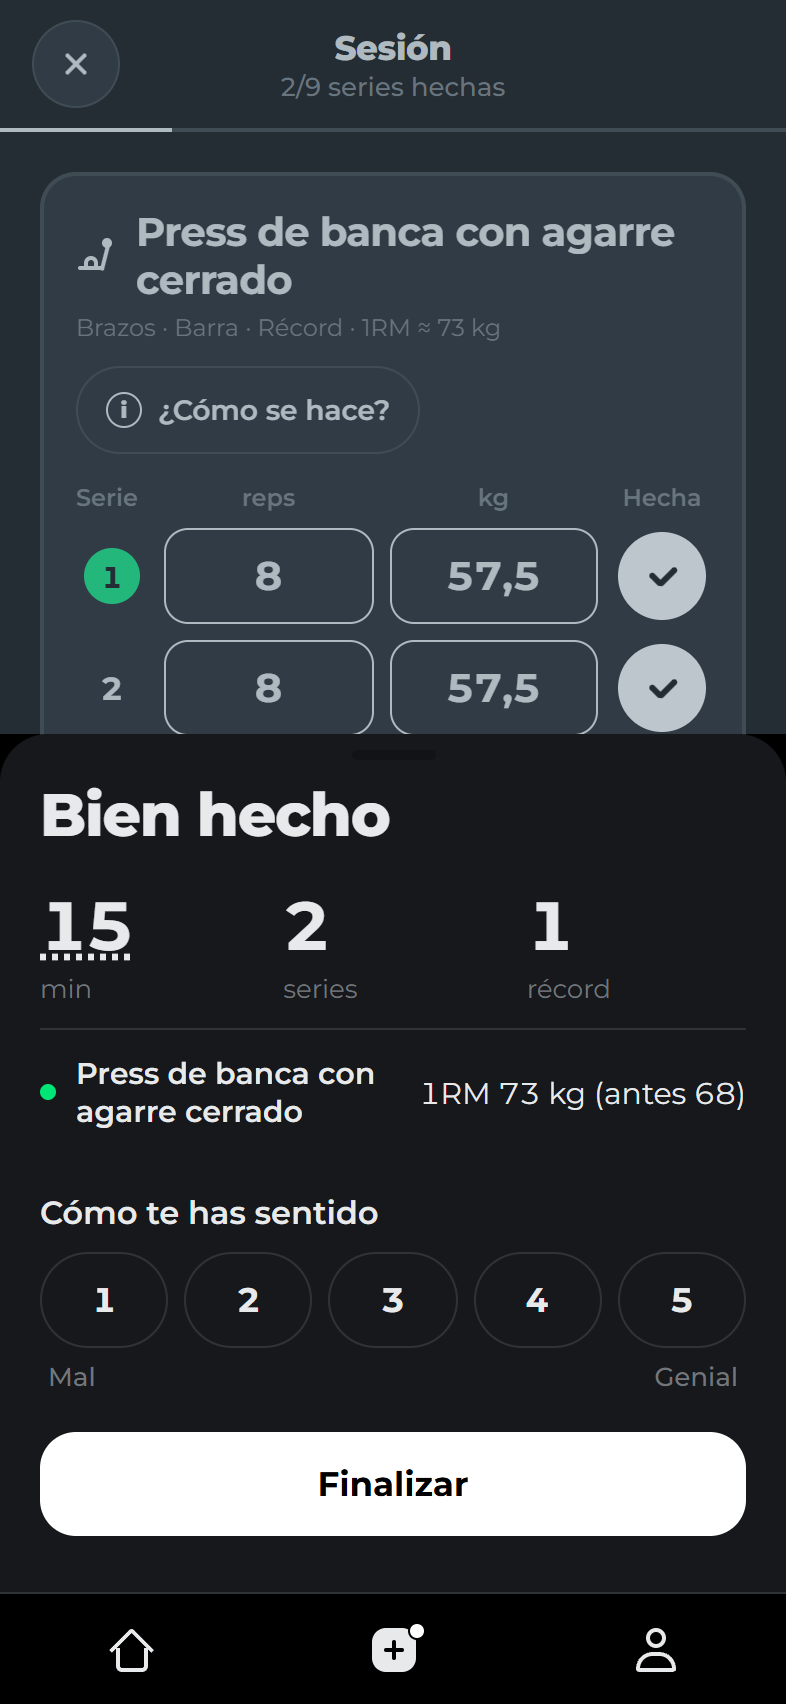 Sesión
2/9 series hechas
Press de banca con agarre
cerrado
Brazos · Barra · Récord · 1RM ≈ 73 kg
¿Cómo se hace?
Serie reps kg Hecha
1 8 57,5
2 8 57,5
Bien hecho
15 2 1
min series récord
Press de banca con
agarre cerrado
1RM 73 kg (antes 68)
Cómo te has sentido
1 2 3 4 5
Mal Genial
Finalizar